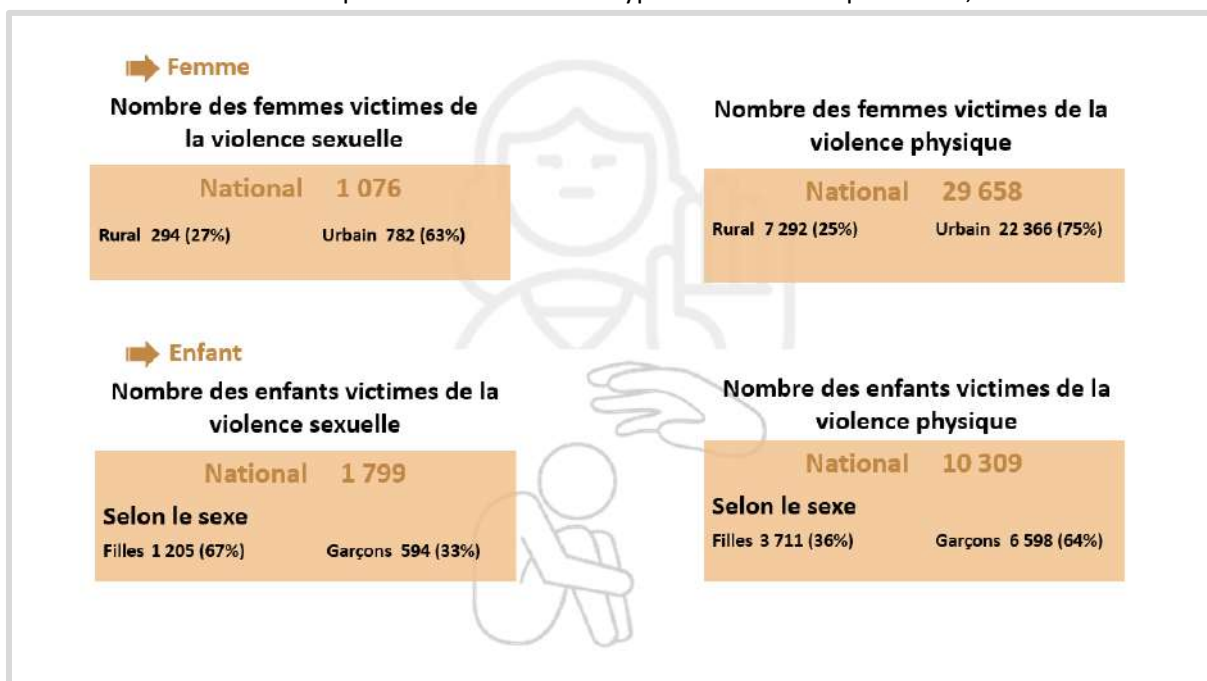 Femme
Nombre des femmes victimes de
la violence sexuelle
National 1 076
Rural 294 (27%) Urbain 782 (63%)
Nombre des femmes victimes de la
violence physique
National 29 658
Rural 7 292 (25%) Urbain 22 366 (75%)
Enfant
Nombre des enfants victimes de la
violence sexuelle
National 1 799
Selon le sexe
Filles 1 205 (67%) Garçons 594 (33%)
Nombre des enfants victimes de la
violence physique
National 10 309
Selon le sexe
Filles 3 711 (36%) Garçons 6 598 (64%)